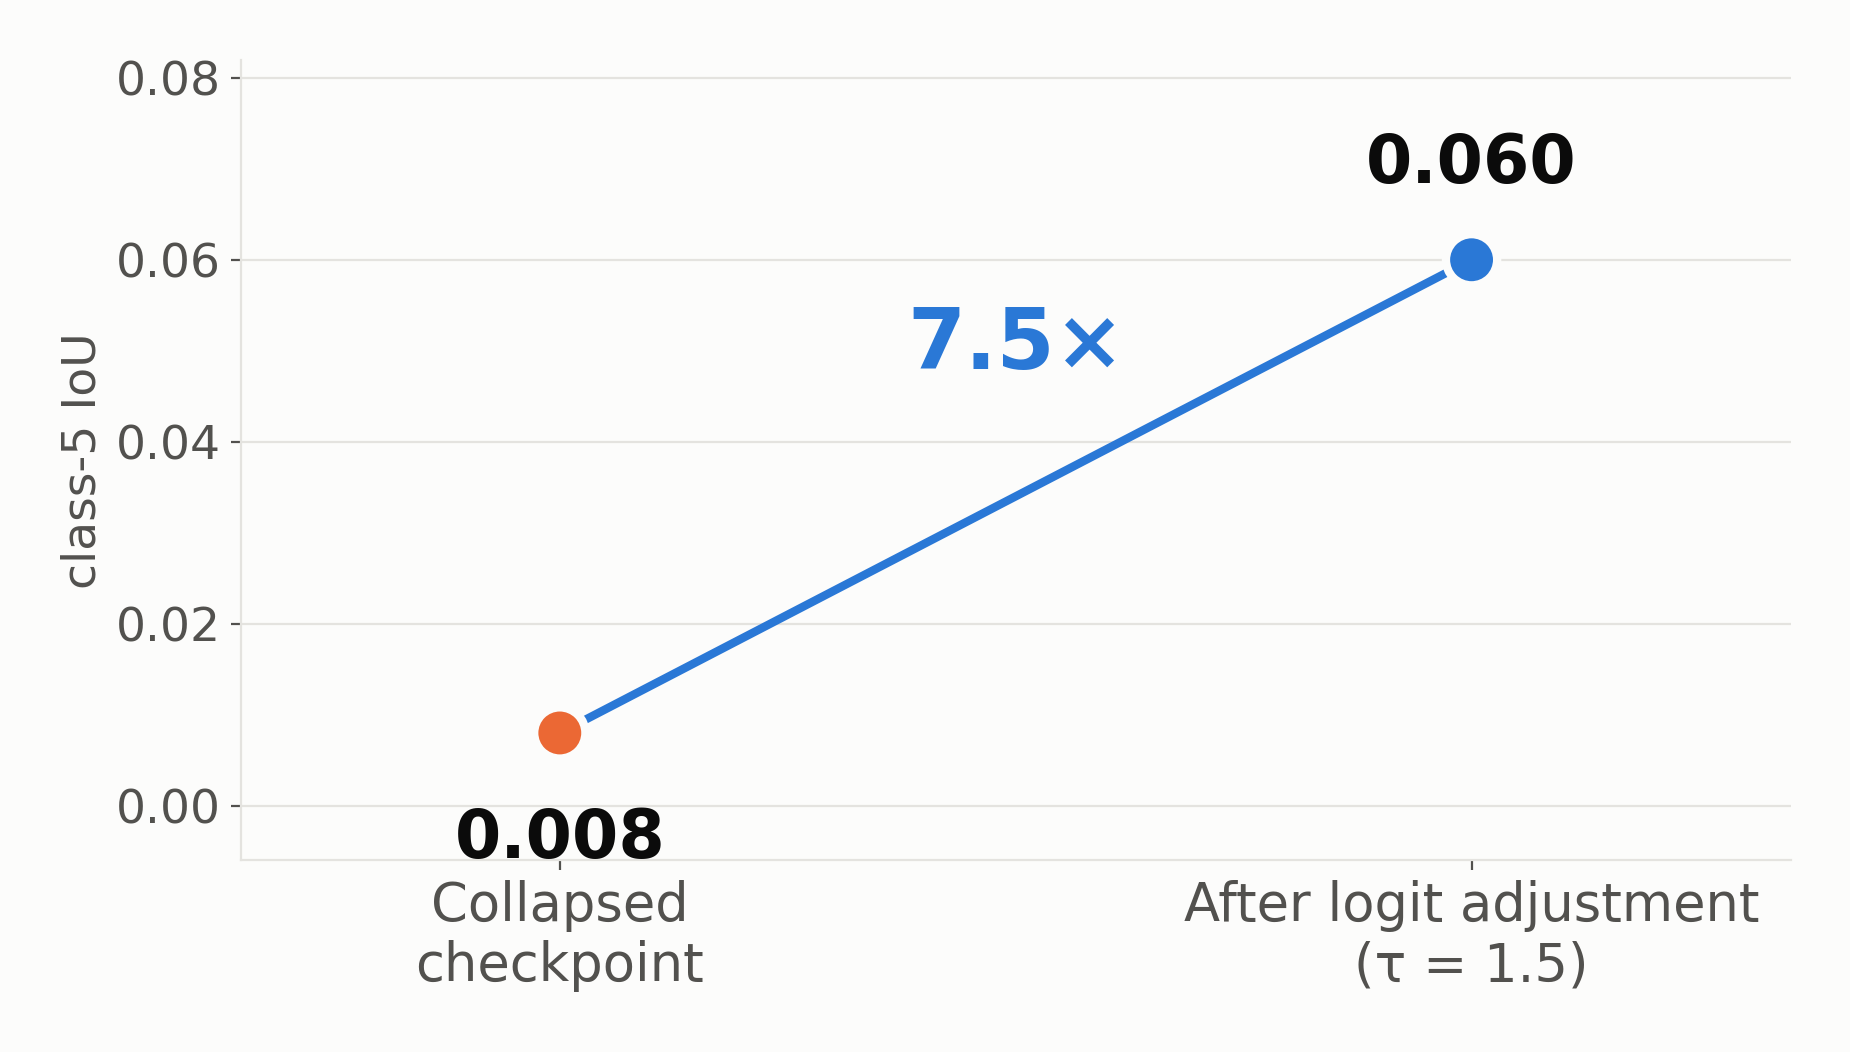 0.08
0.060
0.06
7.5×
class-5 IoU
0.04
0.02
0.00
0.008
Collapsed
checkpoint
After logit adjustment
(τ = 1.5)